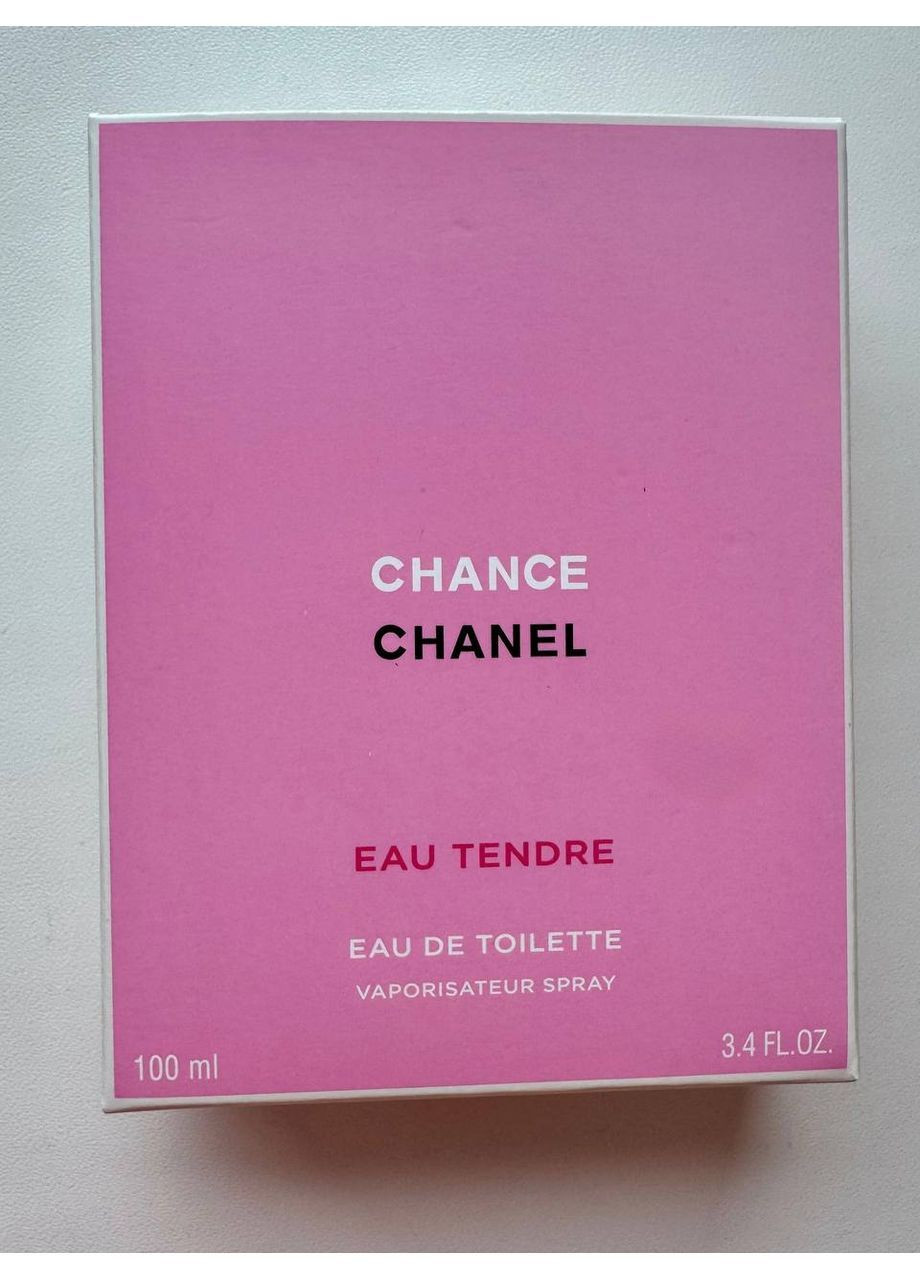 CHANCE
CHANEL
EAU TENDRE
EAU DE TOILETTE
VAPORISATEUR SPRAY
100 ml
3.4 FL.OZ.